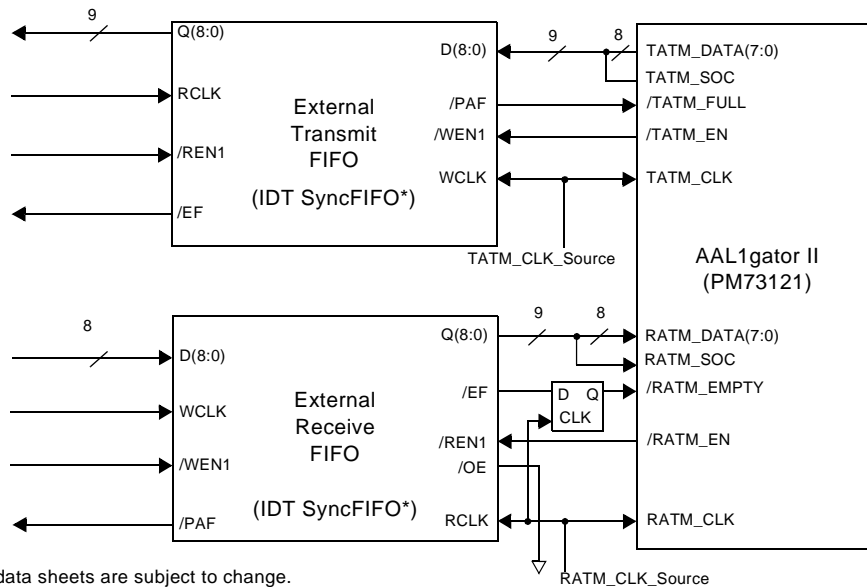 9
Q(8:0)
RCLK
/REN1
/EF
External
Transmit
FIFO
(IDT SyncFIFO*)
D(8:0)
/PAF
/WEN1
WCLK
9
8
TATM_DATA(7:0)
TATM_SOC
/TATM_FULL
/TATM_EN
TATM_CLK
TATM_CLK_Source
AAL1gator II
(PM73121)
8
D(8:0)
WCLK
/WEN1
/PAF
External
Receive
FIFO
(IDT SyncFIFO*)
Q(8:0)
/EF
/REN1
/OE
RCLK
9
8
D Q
CLK
RATM_DATA(7:0)
RATM_SOC
/RATM_EMPTY
/RATM_EN
RATM_CLK
RATM_CLK_Source
data sheets are subject to change.